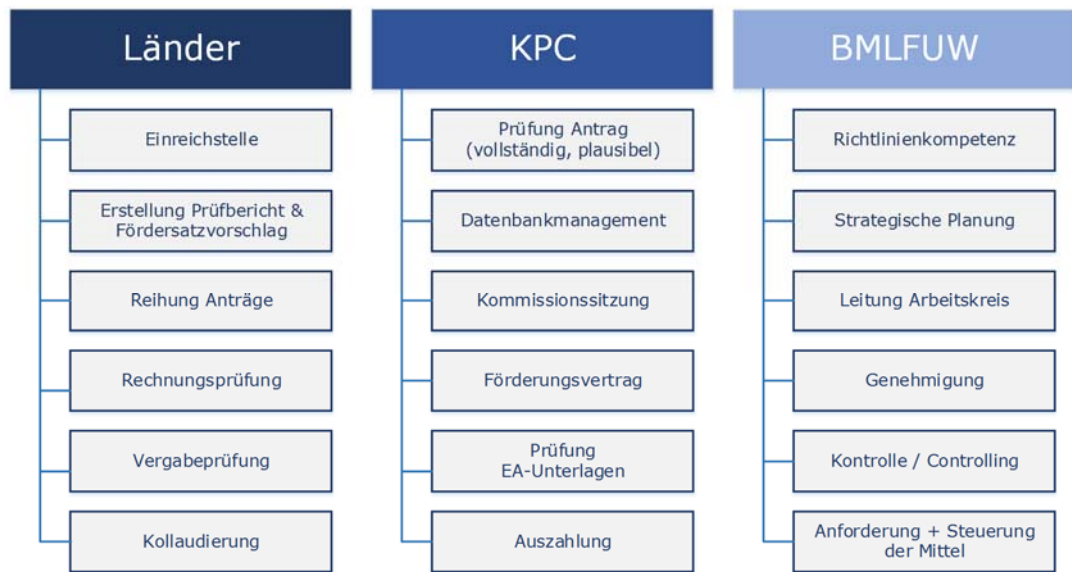 Länder
Einreichstelle
Erstellung Prüfbericht &
Fördersatzvorschlag
Reihung Anträge
Rechnungsprüfung
Vergabeprüfung
Kollaudierung
KPC
Prüfung Antrag
(vollständig, plausibel)
Datenbankmanagement
Kommissionssitzung
Förderungsvertrag
Prüfung
EA-Unterlagen
Auszahlung
BMLFUW
Richtlinienkompetenz
Strategische Planung
Leitung Arbeitskreis
Genehmigung
Kontrolle / Controlling
Anforderung + Steuerung
der Mittel